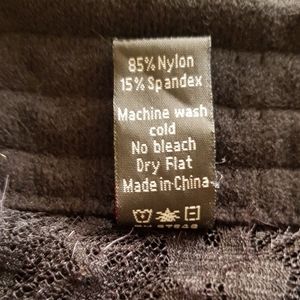 85% Nylon
15% Spandex
Machine wash
cold
No bleach
Dry Flat
Made in China